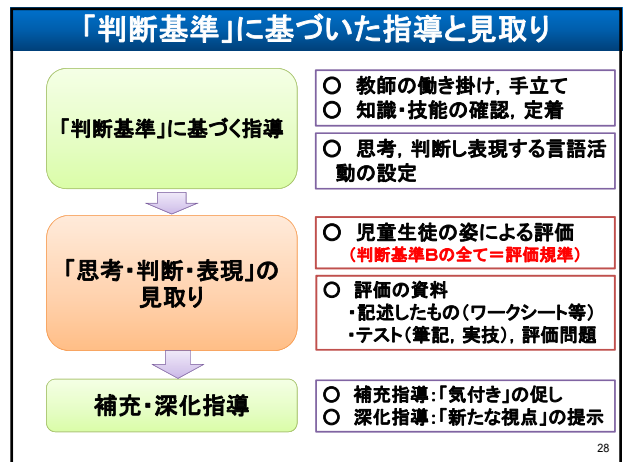 「判断基準」に基づいた指導と見取り
「判断基準」に基づく指導
○ 教師の働き掛け，手立て
○ 知識・技能の確認，定着
○ 思考，判断し表現する言語活
動の設定
「思考・判断・表現」の
見取り
○ 児童生徒の姿による評価
（判断基準Ｂの全て＝評価規準）
○ 評価の資料
・記述したもの（ワークシート等）
・テスト（筆記，実技），評価問題
補充・深化指導
○ 補充指導：「気付き」の促し
○ 深化指導：「新たな視点」の提示
28